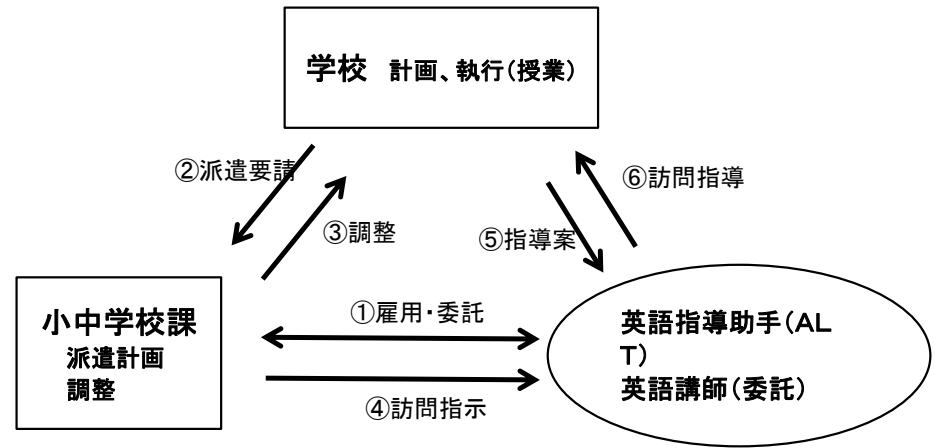 学校 計画、執行(授業)
②派遣要請
⑥訪問指導
③調整
⑤指導案
①雇用・委託
小中学校課
派遣計画
調整
英語指導助手(AL
T)
英語講師(委託)
④訪問指示